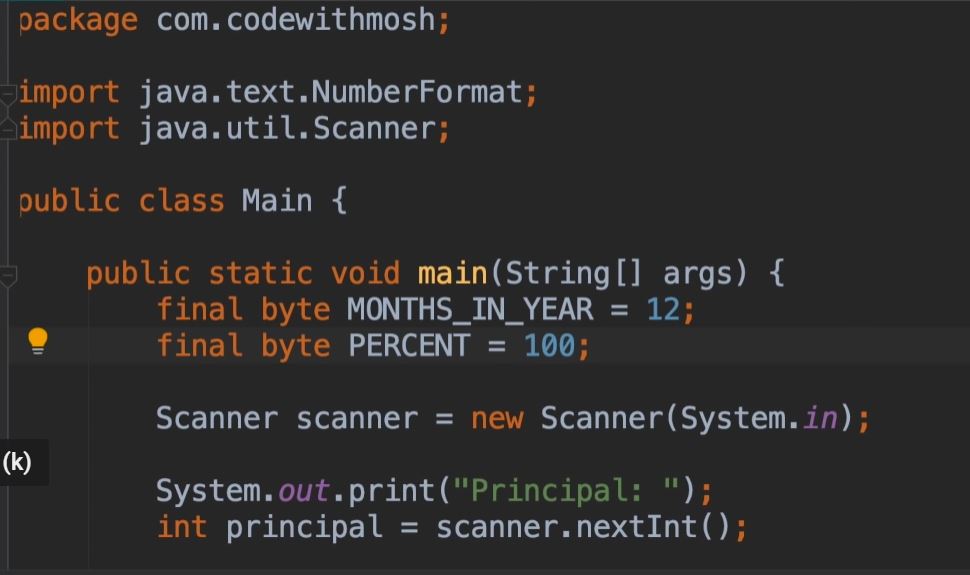 package com.codewithmosh;
import java.text.NumberFormat;
import java.util.Scanner;
public class Main {
public static void main(String[] args) {
final byte MONTHS_IN_YEAR = 12;
final byte PERCENT = 100;
Scanner scanner = new Scanner(System.in);
(k)
System.out.print("Principal: ");
int principal = scanner.nextInt();